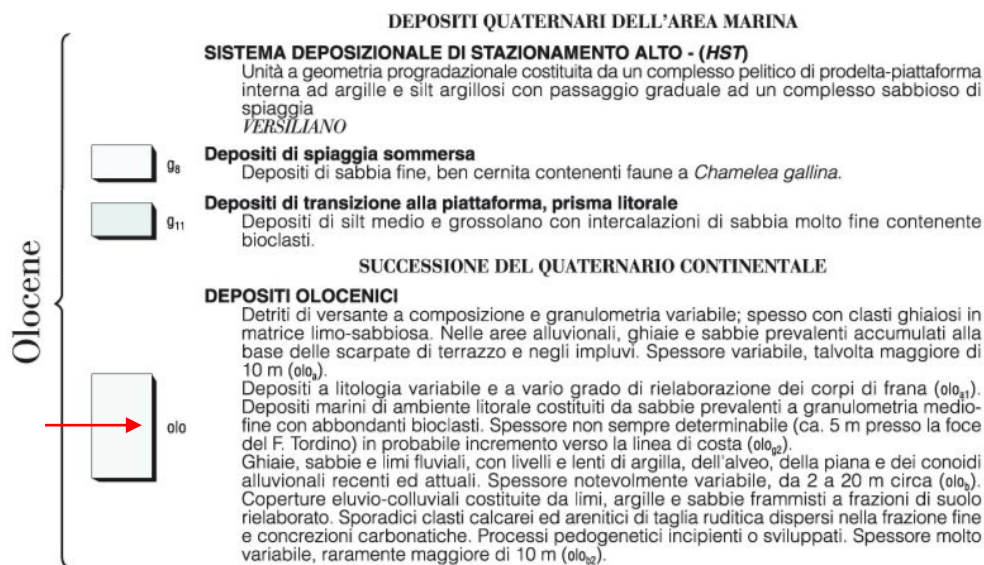 DEPOSITI QUATERNARI DELL'AREA MARINA
SISTEMA DEPOSIZIONALE DI STAZIONAMENTO ALTO - (HST)
Unità a geometria progradazionale costituita da un complesso pelitico di prodelta-piattaforma
interna ad argille e silt argillosi con passaggio graduale ad un complesso sabbioso di
spiaggia
VERSILIANO
g8
Depositi di spiaggia sommersa
Depositi di sabbia fine, ben cernita contenenti faune a Chamelea gallina.
g11
Depositi di transizione alla piattaforma, prisma litorale
Depositi di silt medio e grossolano con intercalazioni di sabbia molto fine contenente
bioclasti.
Olocene
SUCCESSIONE DEL QUATERNARIO CONTINENTALE
DEPOSITI OLOCENICI
Detriti di versante a composizione e granulometria variabile; spesso con clasti ghiaiosi in
matrice limo-sabbiosa. Nelle aree alluvionali, ghiaie e sabbie prevalenti accumulati alla
base delle scarpate di terrazzo e negli impluvi. Spessore variabile, talvolta maggiore di
10 m (oloa).
Depositi a litologia variabile e a vario grado di rielaborazione dei corpi di frana (oloa1).
Depositi marini di ambiente litorale costituiti da sabbie prevalenti a granulometria medio-
olo
fine con abbondanti bioclasti. Spessore non sempre determinabile (ca. 5 m presso la foce
del F. Tordino) in probabile incremento verso la linea di costa (olog2).
Ghiaie, sabbie e limi fluviali, con livelli e lenti di argilla, dell'alveo, della piana e dei conoidi
alluvionali recenti ed attuali. Spessore notevolmente variabile, da 2 a 20 m circa (olob).
Coperture eluvio-colluviali costituite da limi, argille e sabbie frammisti a frazioni di suolo
rielaborato. Sporadici clasti calcarei ed arenitici di taglia ruditica dispersi nella frazione fine
e concrezioni carbonatiche. Processi pedogenetici incipienti o sviluppati. Spessore molto
variabile, raramente maggiore di 10 m (olob2).